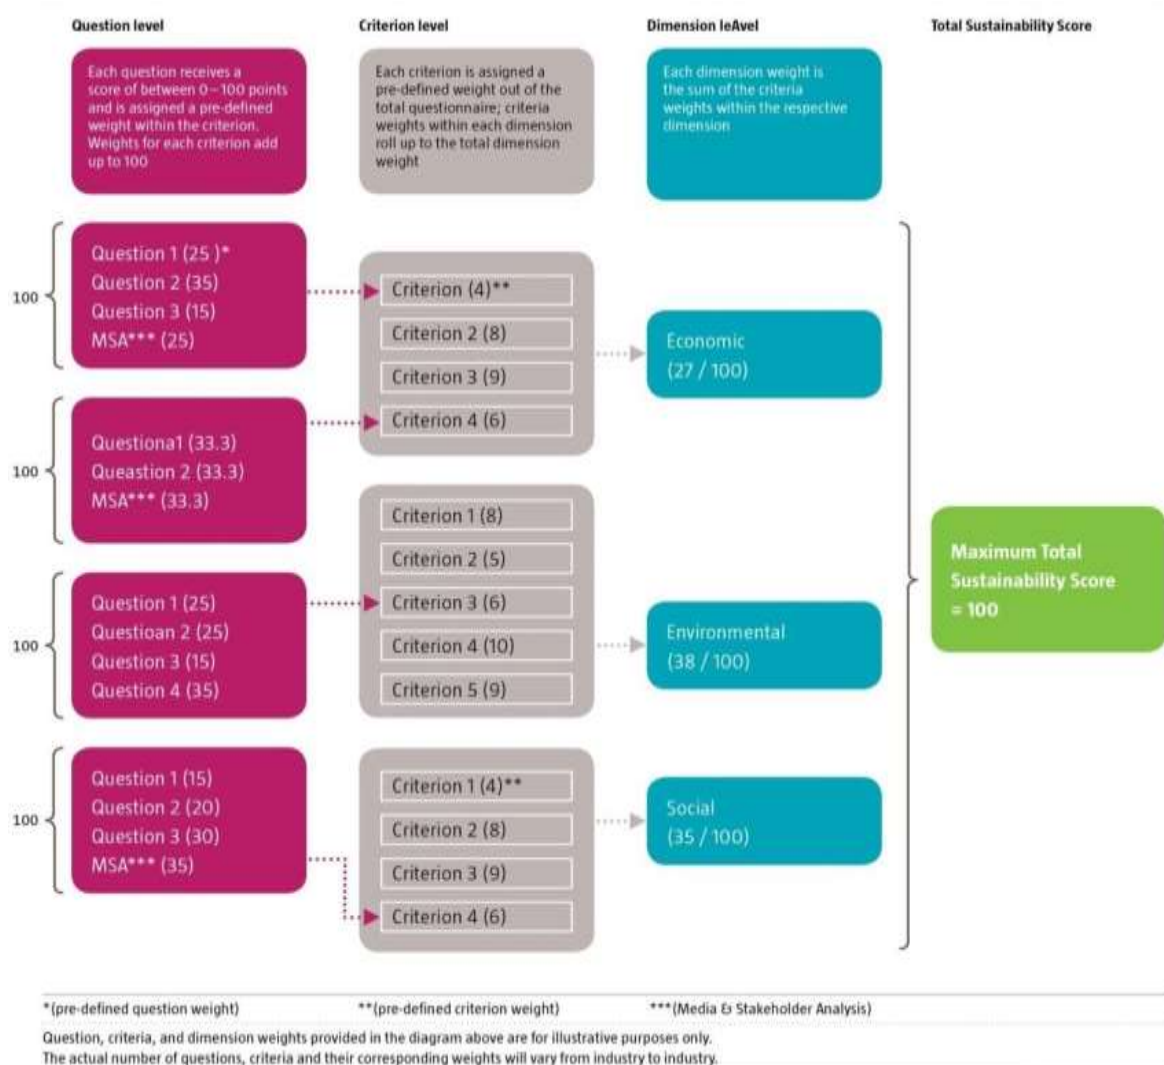 Question level
Criterion level
Dimension leAvel
Total Sustainability Score
Each question receives a
score of between 0–100 points
and is assigned a pre-defined
weight within the criterion.
Weights for each criterion add
up to 100
Each criterion is assigned a
pre-defined weight out of the
total questionnaire; criteria
weights within each dimension
roll up to the total dimension
weight
Each dimension weight is
the sum of the criteria
weights within the respective
dimension
100
Question 1 (25 )*
Question 2 (35)
Question 3 (15)
MSA*** (25)
100
Questiona1 (33.3)
Queastion 2 (33.3)
MSA*** (33.3)
100
Question 1 (25)
Questioan 2 (25)
Question 3 (15)
Question 4 (35)
100
Question 1 (15)
Question 2 (20)
Question 3 (30)
MSA*** (35)
Criterion (4)**
Criterion 2 (8)
Criterion 3 (9)
Criterion 4 (6)
Criterion 1 (8)
Criterion 2 (5)
Criterion 3 (6)
Criterion 4 (10)
Criterion 5 (9)
Criterion 1 (4)**
Criterion 2 (8)
Criterion 3 (9)
Criterion 4 (6)
Economic
(27 / 100)
Environmental
(38 / 100)
Social
(35 / 100)
Maximum Total
Sustainability Score
= 100
*(pre-defined question weight)
**(pre-defined criterion weight)
***(Media & Stakeholder Analysis)
Question, criteria, and dimension weights provided in the diagram above are for illustrative purposes only.
The actual number of questions, criteria and their corresponding weights will vary from industry to industry.